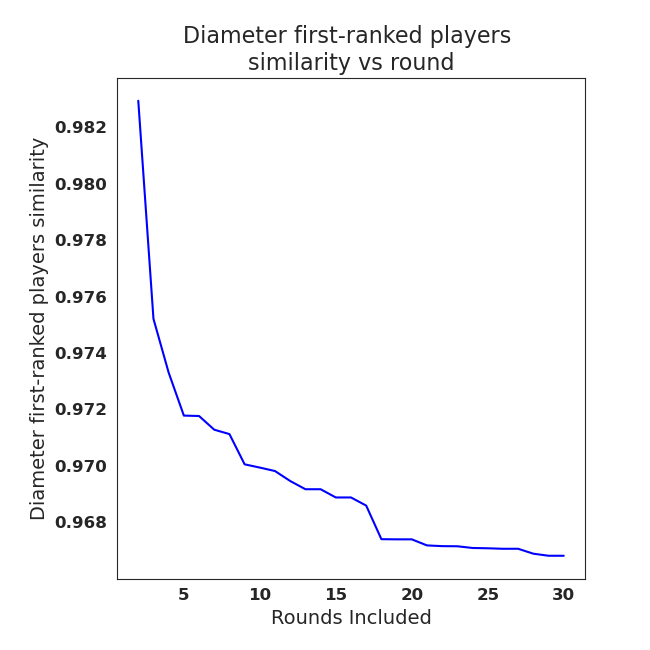 Diameter first-ranked players
similarity vs round
Diameter first-ranked players similarity
0.982
0.980
0.978
0.976
0.974
0.972
0.970
0.968
5 10 15 20 25 30
Rounds Included